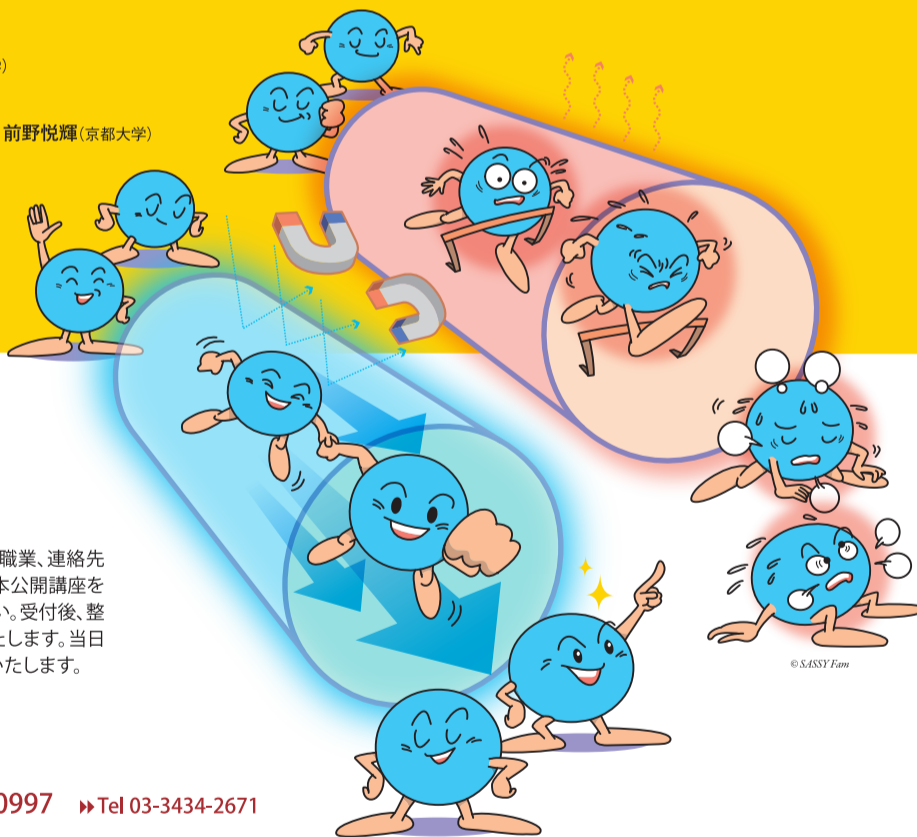 前野悦輝(京都大学)
職業、連絡先
本公開講座を
い。受付後、整
たします。当日
いたします。
© SASSY Fam
0997 Tel 03-3434-2671